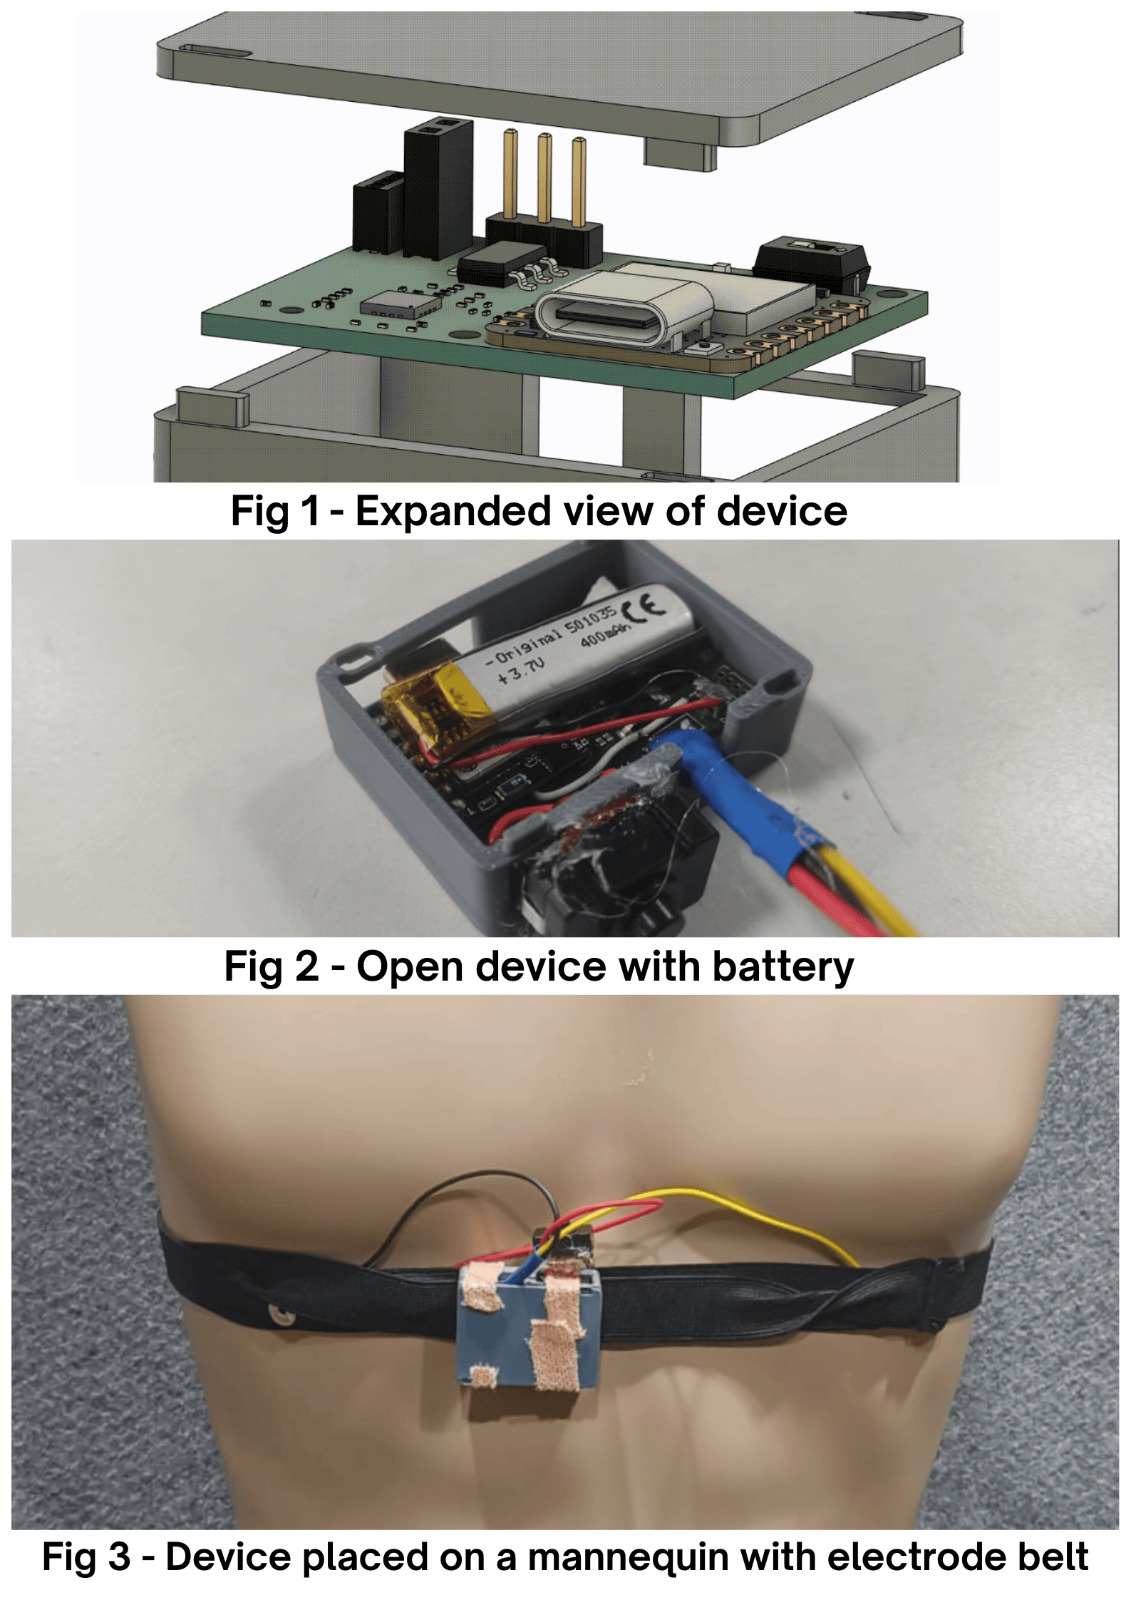 Fig 1 - Expanded view of device
-Original 501035
+3.7V 400mAh
CE
Fig 2 - Open device with battery
Fig 3 - Device placed on a mannequin with electrode belt